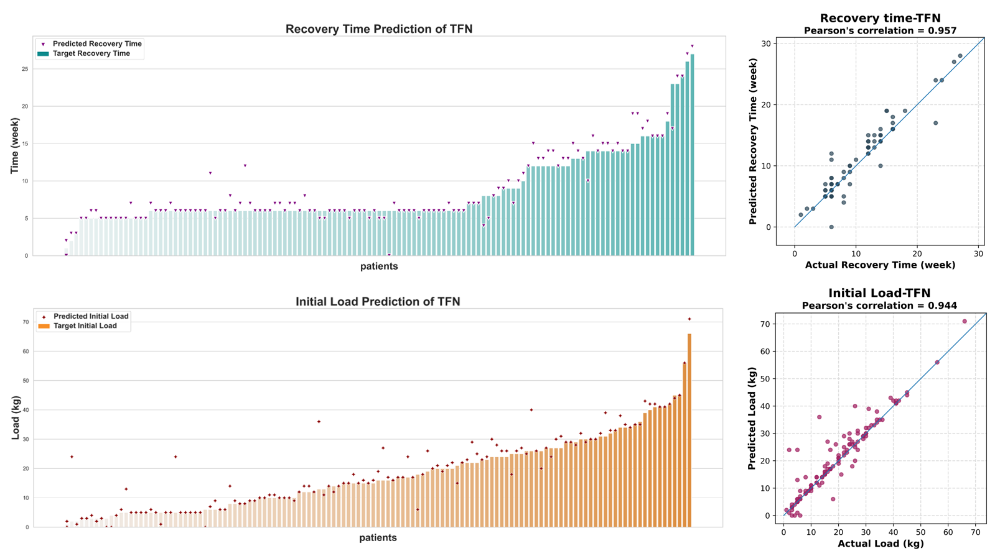 Recovery Time Prediction of TFN
Predicted Recovery Time
Target Recovery Time
Time (week)
25
20
15
10
5
0
patients
Recovery time-TFN
Pearson's correlation = 0.957
Predicted Recovery Time (week)
30
20
10
0
0 10 20 30
Actual Recovery Time (week)
Initial Load Prediction of TFN
Predicted Initial Load
Target Initial Load
Load (kg)
70
60
50
40
30
20
10
0
patients
Initial Load-TFN
Pearson's correlation = 0.944
Predicted Load (kg)
70
60
50
40
30
20
10
0
0 10 20 30 40 50 60 70
Actual Load (kg)